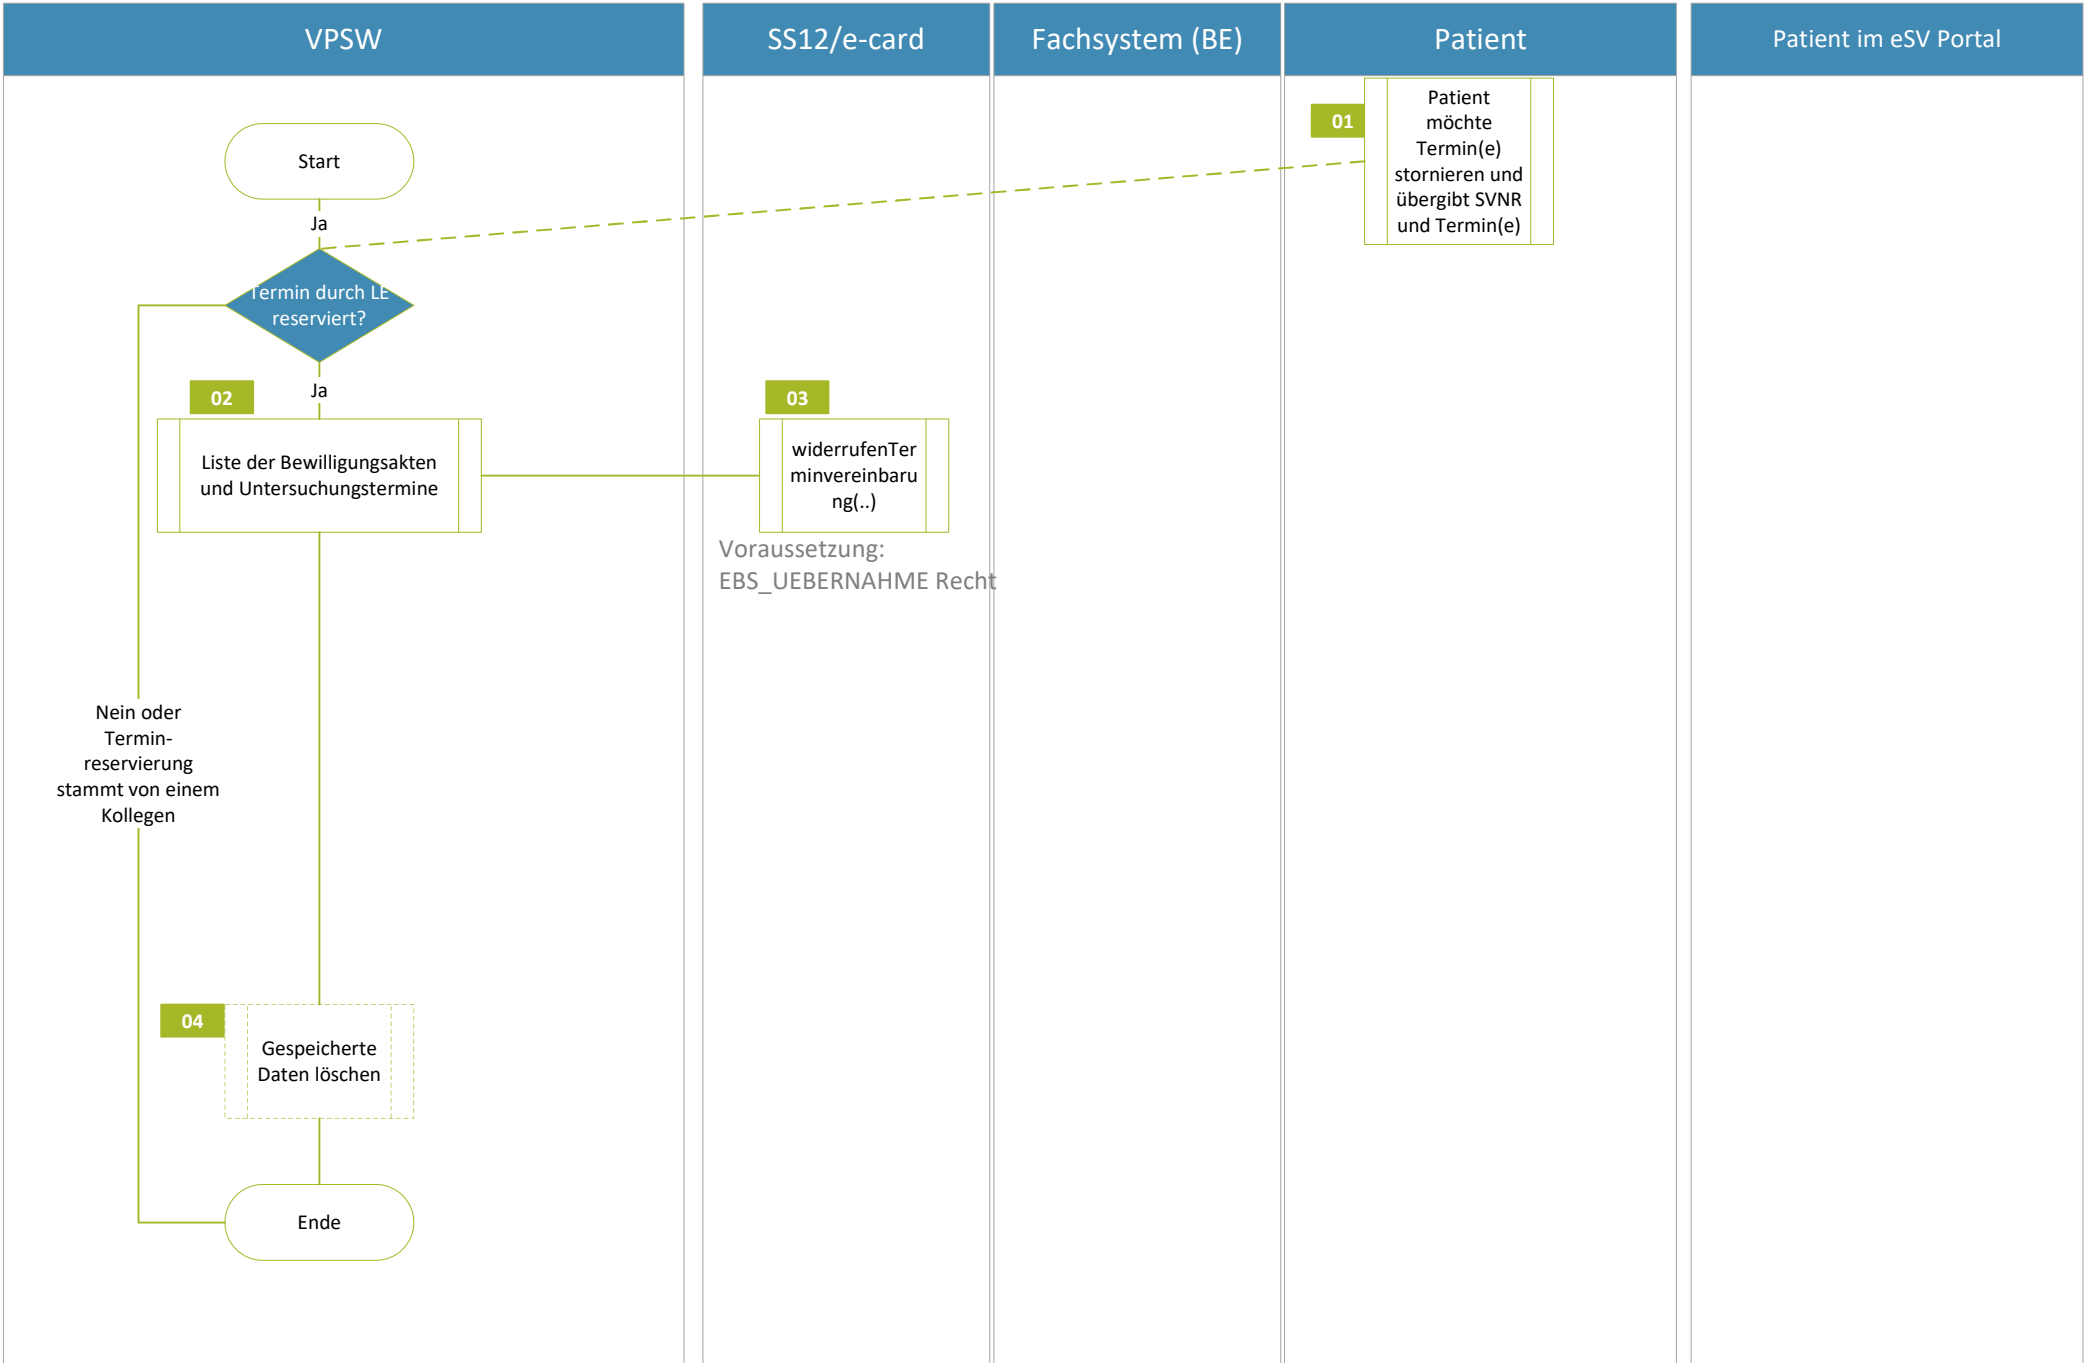 VPSW
SS12/e-card
Fachsystem (BE)
Patient
Patient im eSV Portal
01
Patient
möchte
Termin(e)
stornieren und
übergibt SVNR
und Termin(e)
Start
Ja
Termin durch LE
reserviert?
Ja
02
Liste der Bewilligungsakten
und Untersuchungstermine
03
widerrufenTer
minvereinbaru
ng(..)
Voraussetzung:
EBS_UEBERNAHME Recht
Nein oder
Termin-
reservierung
stammt von einem
Kollegen
04
Gespeicherte
Daten löschen
Ende